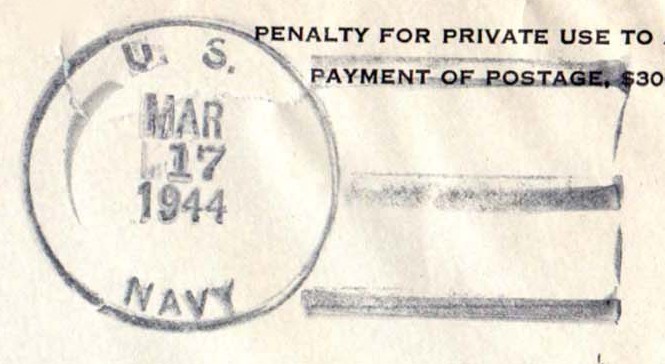 PENALTY FOR PRIVATE USE TO
PAYMENT OF POSTAGE, $30
U. S.
MAR
17
1944
NAVY